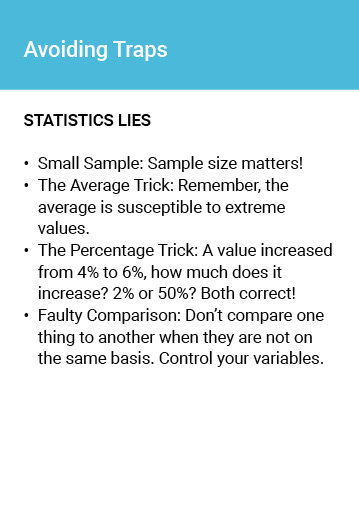 Avoiding Traps
STATISTICS LIES
• Small Sample: Sample size matters!
• The Average Trick: Remember, the
average is susceptible to extreme
values.
• The Percentage Trick: A value increased
from 4% to 6%, how much does it
increase? 2% or 50%? Both correct!
• Faulty Comparison: Don’t compare one
thing to another when they are not on
the same basis. Control your variables.